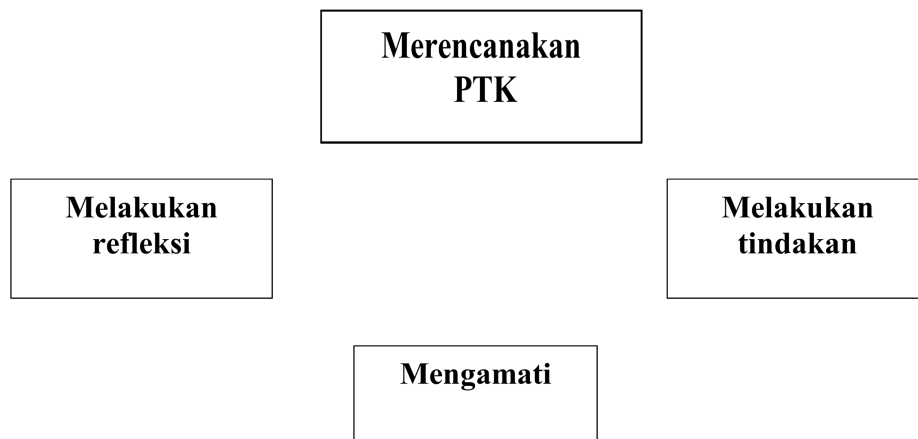 Merencanakan
PTK
Melakukan
refleksi
Melakukan
tindakan
Mengamati